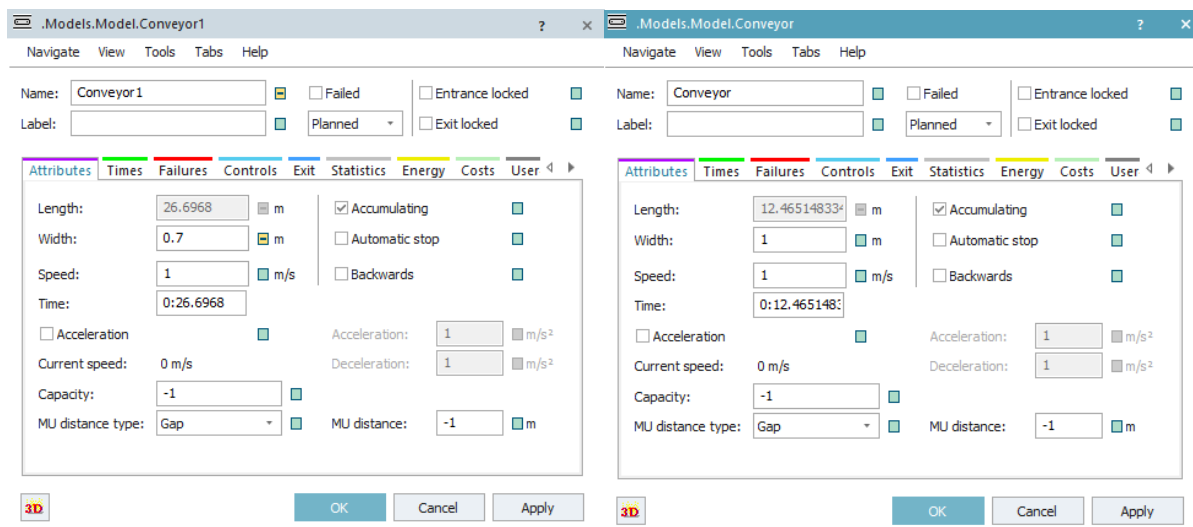 .Models.Model.Conveyor1 ? ×
Navigate View Tools Tabs Help
Name: Conveyor1 Failed Entrance locked
Label: Planned Exit locked
Attributes Times Failures Controls Exit Statistics Energy Costs User
Length: 26.6968 m Accumulating
Width: 0.7 m Automatic stop
Speed: 1 m/s Backwards
Time: 0:26.6968
Acceleration Acceleration: 1 m/s²
Current speed: 0 m/s Deceleration: 1 m/s²
Capacity: -1
MU distance type: Gap MU distance: -1 m
3D OK Cancel Apply
.Models.Model.Conveyor ? ×
Navigate View Tools Tabs Help
Name: Conveyor Failed Entrance locked
Label: Planned Exit locked
Attributes Times Failures Controls Exit Statistics Energy Costs User
Length: 12.465148334 m Accumulating
Width: 1 m Automatic stop
Speed: 1 m/s Backwards
Time: 0:12.465148
Acceleration Acceleration: 1 m/s²
Current speed: 0 m/s Deceleration: 1 m/s²
Capacity: -1
MU distance type: Gap MU distance: -1 m
3D OK Cancel Apply